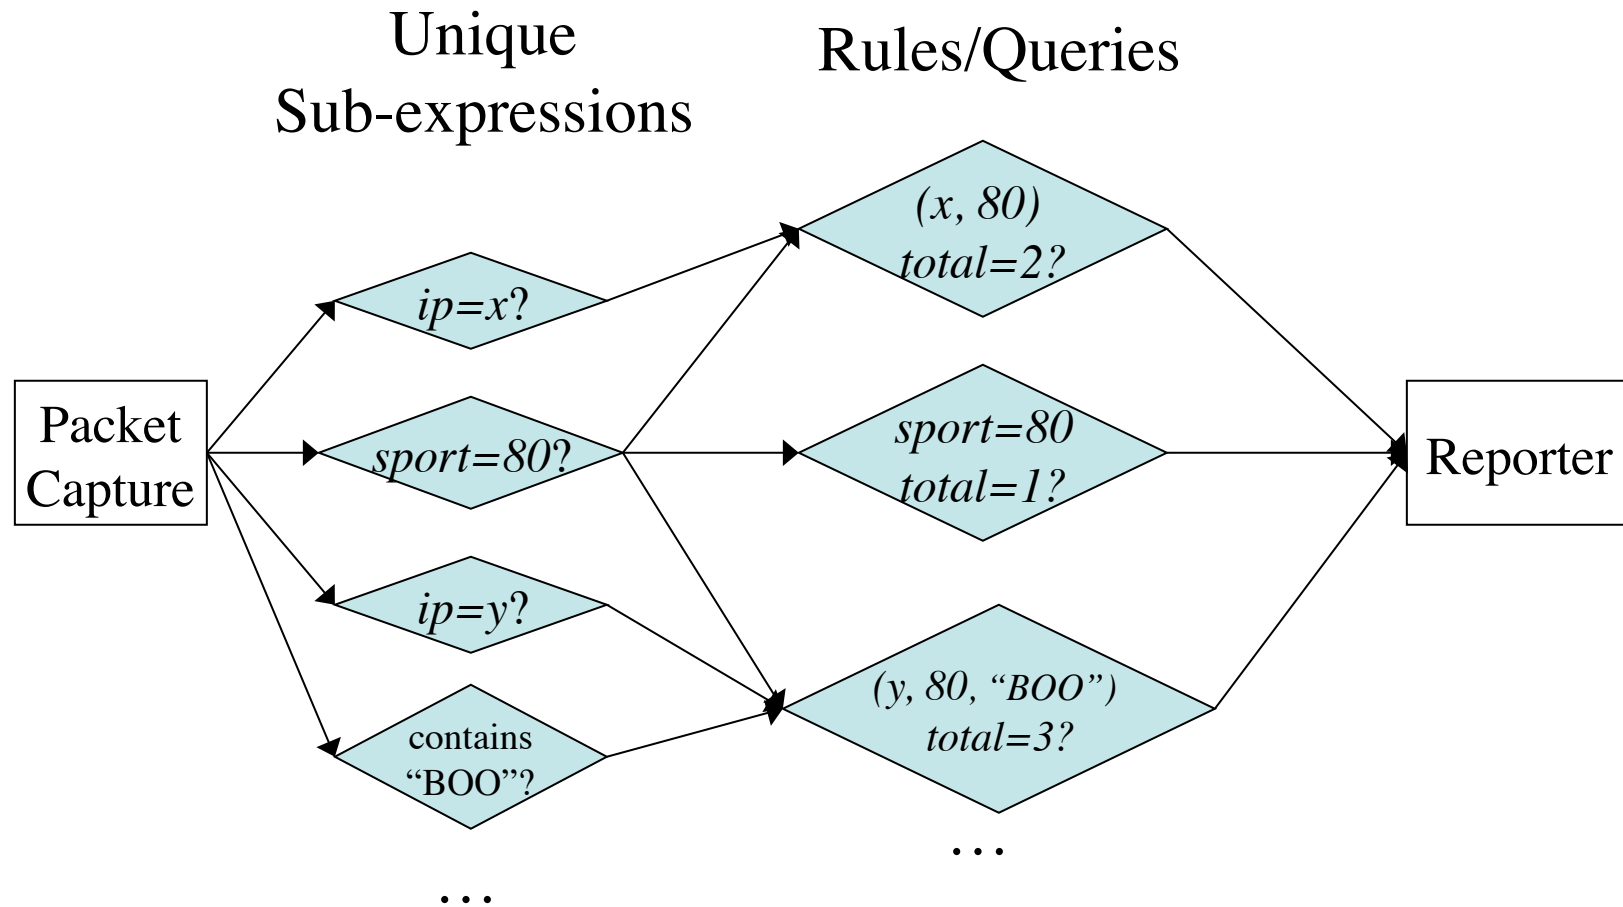 Unique
Sub-expressions
Rules/Queries
(x, 80)
total=2?
ip=x?
Packet
Capture
sport=80?
sport=80
total=1?
Reporter
ip=y?
(y, 80, “BOO”)
total=3?
contains
“BOO”?
…
…